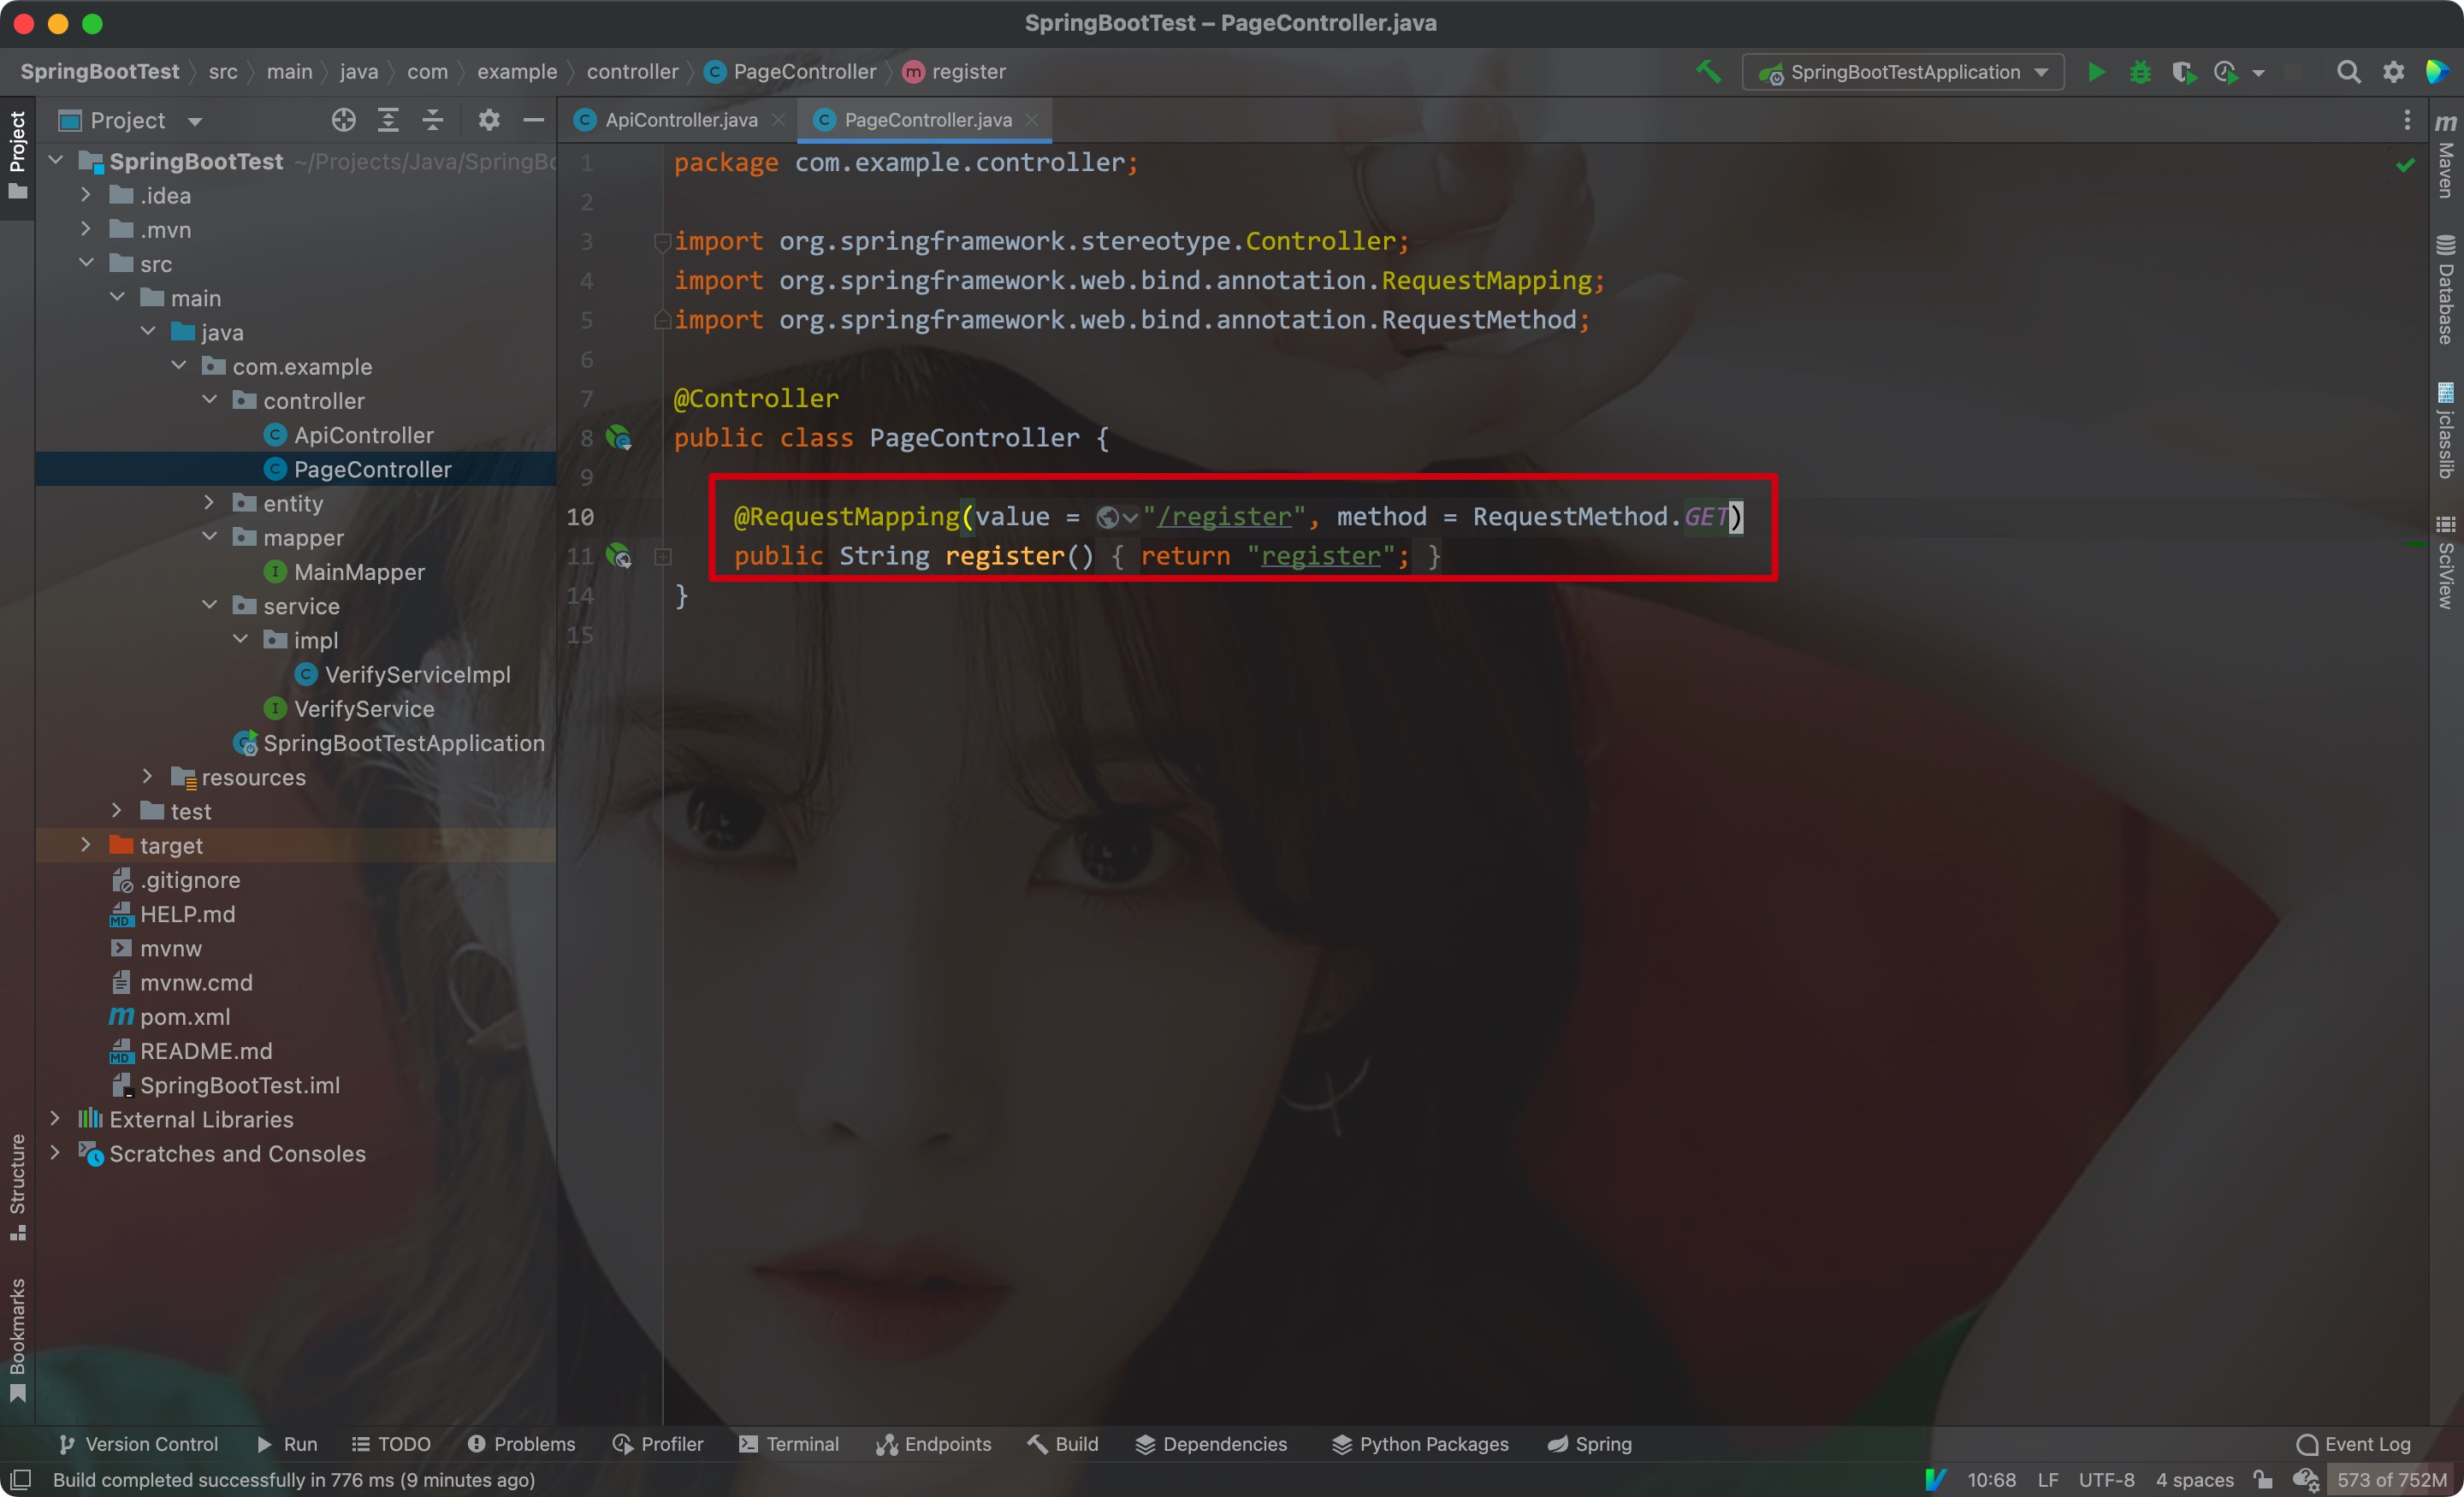 SpringBootTest – PageController.java
SpringBootTest src main java com example controller PageController register
SpringBootTestApplication
Project
Project
SpringBootTest ~/Projects/Java/SpringBo
.idea
.mvn
src
main
java
com.example
controller
ApiController
PageController
entity
mapper
MainMapper
service
impl
VerifyServiceImpl
VerifyService
SpringBootTestApplication
resources
test
target
.gitignore
HELP.md
mvnw
mvnw.cmd
pom.xml
README.md
SpringBootTest.iml
External Libraries
Scratches and Consoles
Structure
Bookmarks
ApiController.java PageController.java
1 package com.example.controller;
2
3 import org.springframework.stereotype.Controller;
4 import org.springframework.web.bind.annotation.RequestMapping;
5 import org.springframework.web.bind.annotation.RequestMethod;
6
7 @Controller
8 public class PageController {
9
10 @RequestMapping(value = "/register", method = RequestMethod.GET)
11 public String register() { return "register"; }
14 }
15
Maven
Database
jclasslib
SciView
Version Control Run TODO Problems Profiler Terminal Endpoints Build Dependencies Python Packages Spring Event Log
Build completed successfully in 776 ms (9 minutes ago) 10:68 LF UTF-8 4 spaces 573 of 752M